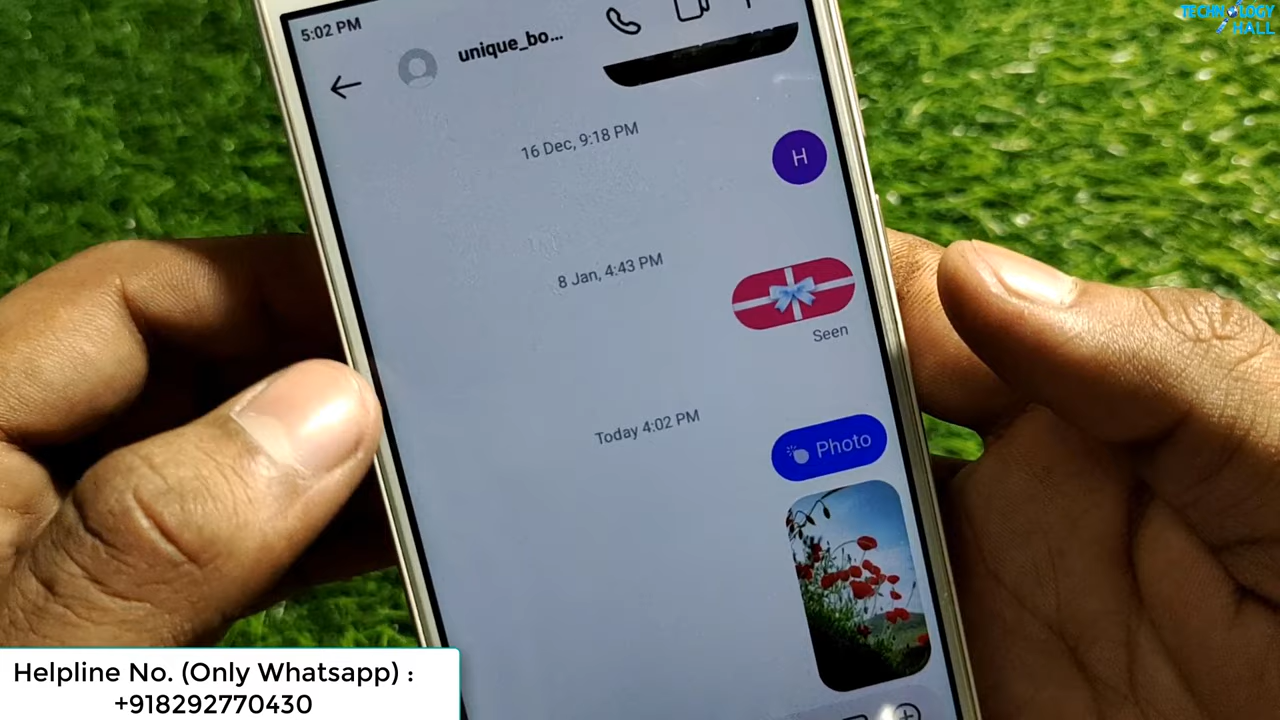 TECHNOLOGY
HALL
5:02 PM
unique_bo...
16 Dec, 9:18 PM
H
8 Jan, 4:43 PM
Seen
Today 4:02 PM
Photo
Helpline No. (Only Whatsapp) :
+918292770430